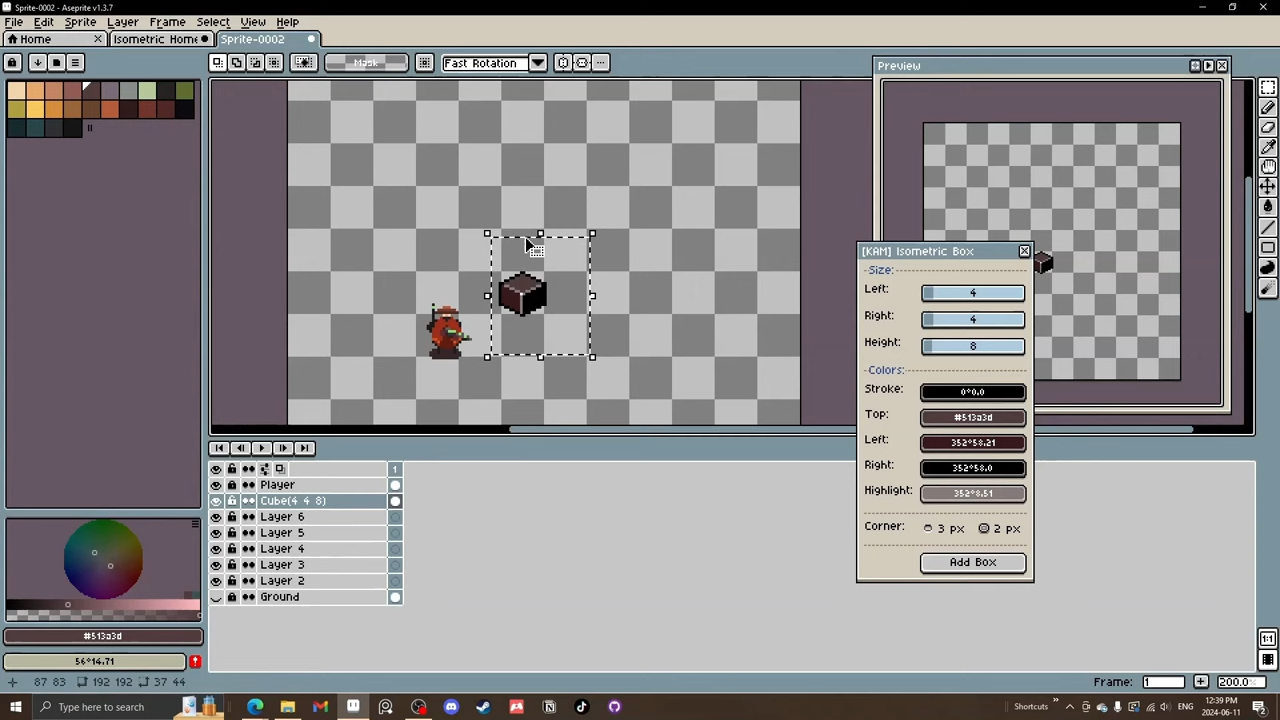 Sprite-0002 - Aseprite v1.3.7
File Edit Sprite Layer Frame Select View Help
Home Isometric Home Sprite-0002
Mask Fast Rotation
Preview
[KAM] Isometric Box
Size:
Left: 4
Right: 4
Height: 8
Colors:
Stroke: 0°0.0
Top: #513a3d
Left: 352°58.21
Right: 352°58.0
Highlight: 352°8.51
Corner: 3 px 2 px
Add Box
1
Player
Cube(4 4 8)
Layer 6
Layer 5
Layer 4
Layer 3
Layer 2
Ground
#513a3d
56°14.71
1:1
87 83 192 192 37 44
Frame: 1 200.0
Type here to search
Shortcuts
12:39 PM
2024-06-11
2